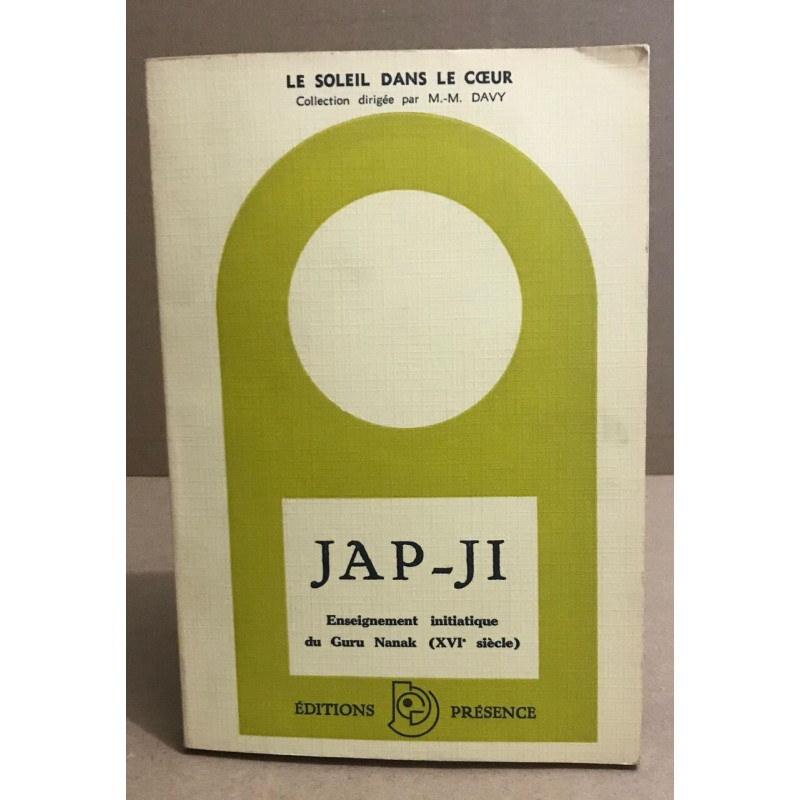 LE SOLEIL DANS LE CŒUR
Collection dirigée par M.-M. DAVY
JAP-JI
Enseignement initiatique
du Guru Nanak (XVIe siècle)
ÉDITIONS PRÉSENCE